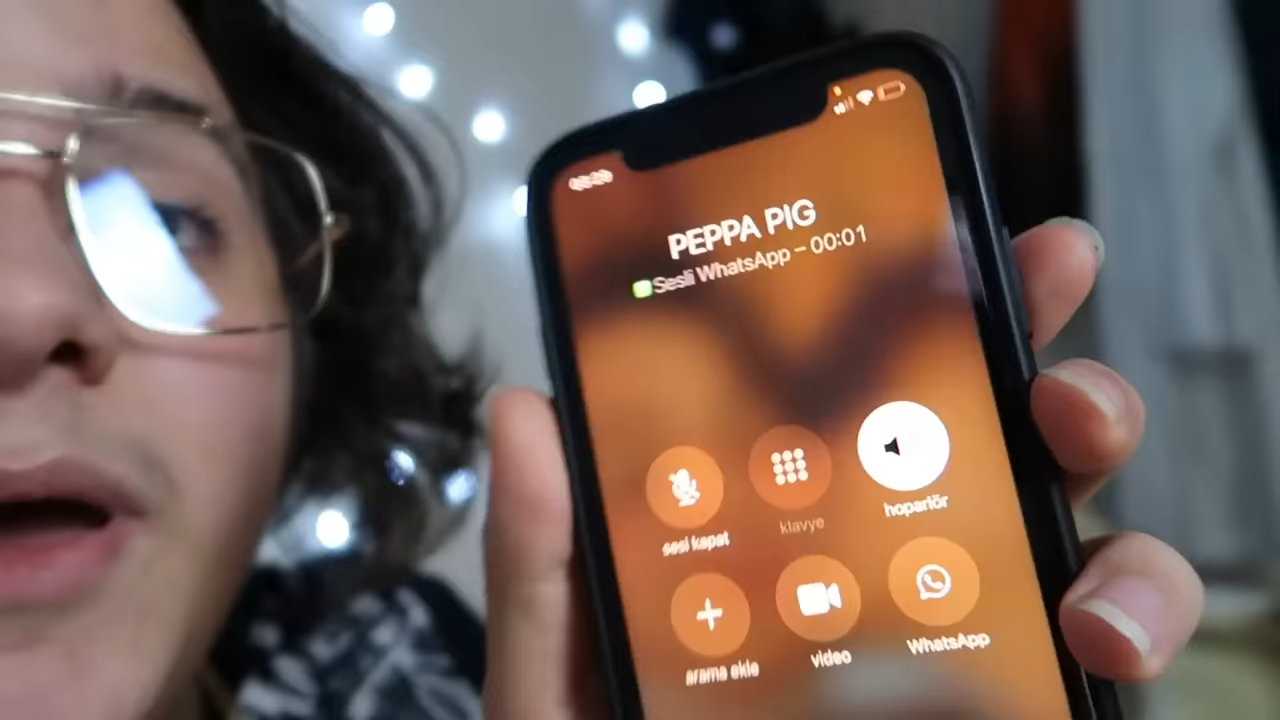 PEPPA PIG
Sesli WhatsApp – 00:01
sesi kapat
klavye
hoparlör
arama ekle
video
WhatsApp